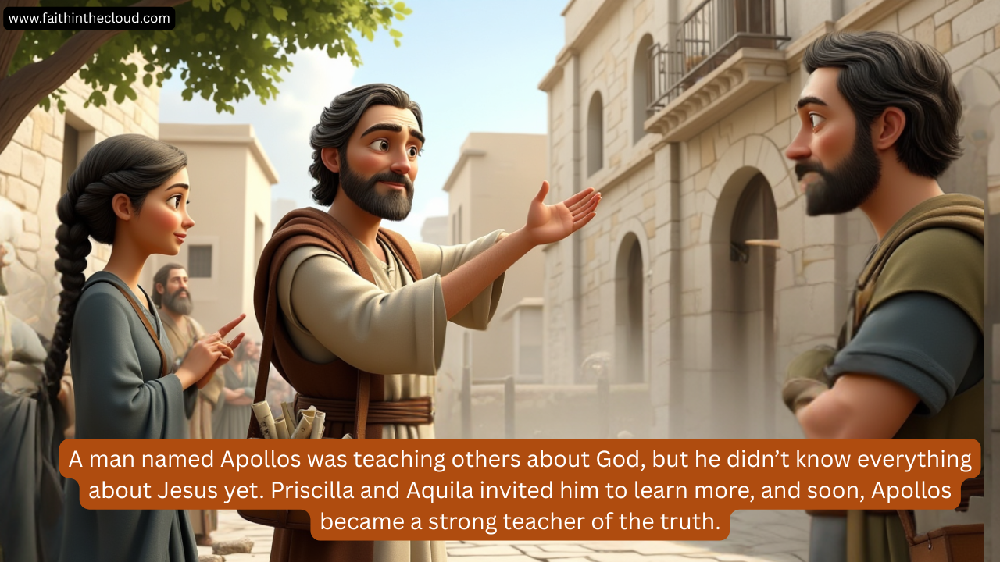 www.faithinthecloud.com
A man named Apollos was teaching others about God, but he didn’t know everything
about Jesus yet. Priscilla and Aquila invited him to learn more, and soon, Apollos
became a strong teacher of the truth.